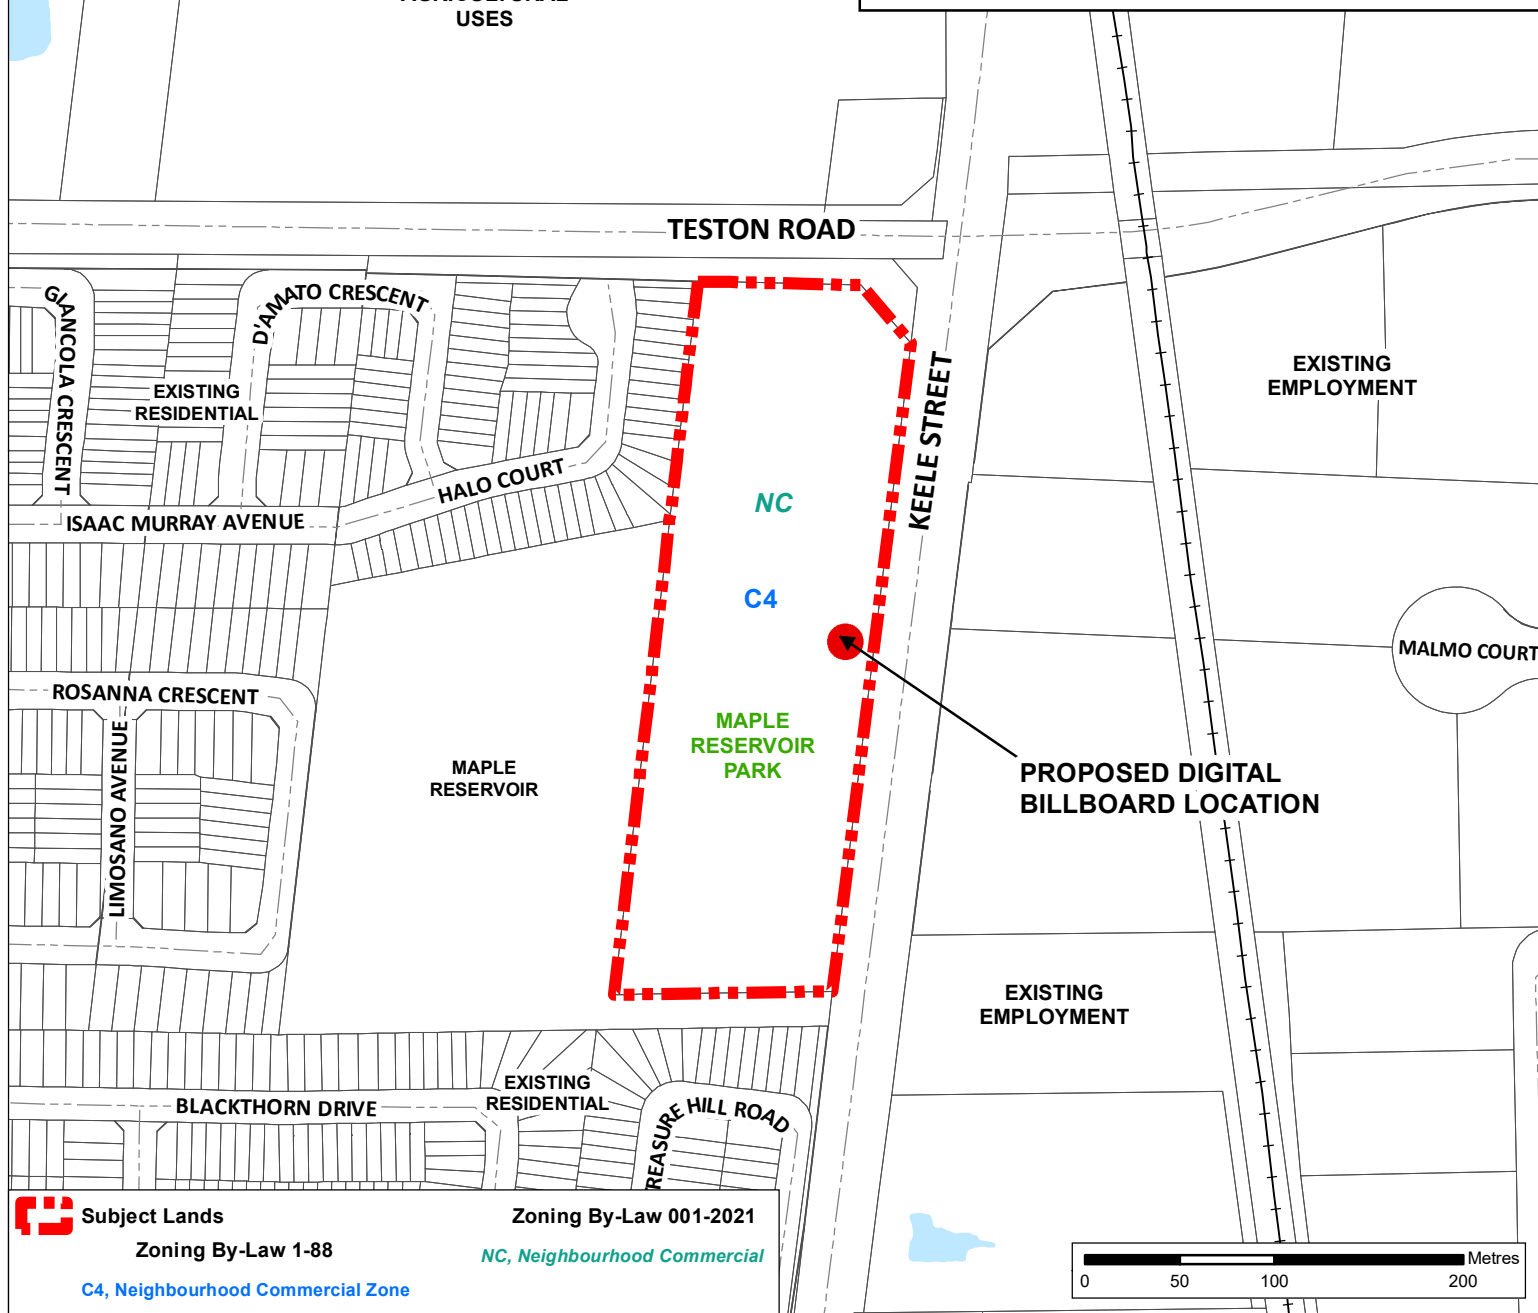 USES
TESTON ROAD
GIANCOLA CRESCENT
D'AMATO CRESCENT
EXISTING
RESIDENTIAL
HALO COURT
ISAAC MURRAY AVENUE
KEELE STREET
EXISTING
EMPLOYMENT
NC
C4
MALMO COURT
ROSANNA CRESCENT
LIMOSANO AVENUE
MAPLE
RESERVOIR
MAPLE
RESERVOIR
PARK
PROPOSED DIGITAL
BILLBOARD LOCATION
EXISTING
EMPLOYMENT
BLACKTHORN DRIVE
EXISTING
RESIDENTIAL
REASURE HILL ROAD
Subject Lands
Zoning By-Law 1-88
C4, Neighbourhood Commercial Zone
Zoning By-Law 001-2021
NC, Neighbourhood Commercial
Metres
0 50 100 200